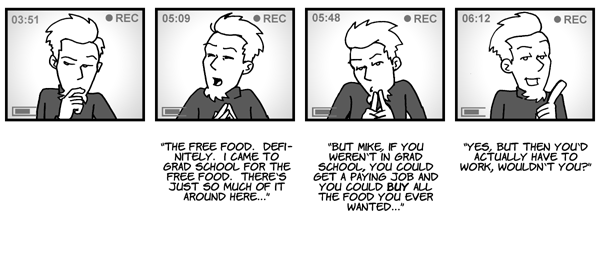 03:51 REC
05:09 REC
05:48 REC
06:12 REC
"THE FREE FOOD. DEFI-
NITELY. I CAME TO
GRAD SCHOOL FOR THE
FREE FOOD. THERE'S
JUST SO MUCH OF IT
AROUND HERE..."
"BUT MIKE, IF YOU
WEREN'T IN GRAD
SCHOOL, YOU COULD
GET A PAYING JOB AND
YOU COULD BUY ALL
THE FOOD YOU EVER
WANTED..."
"YES, BUT THEN YOU'D
ACTUALLY HAVE TO
WORK, WOULDN'T YOU?"